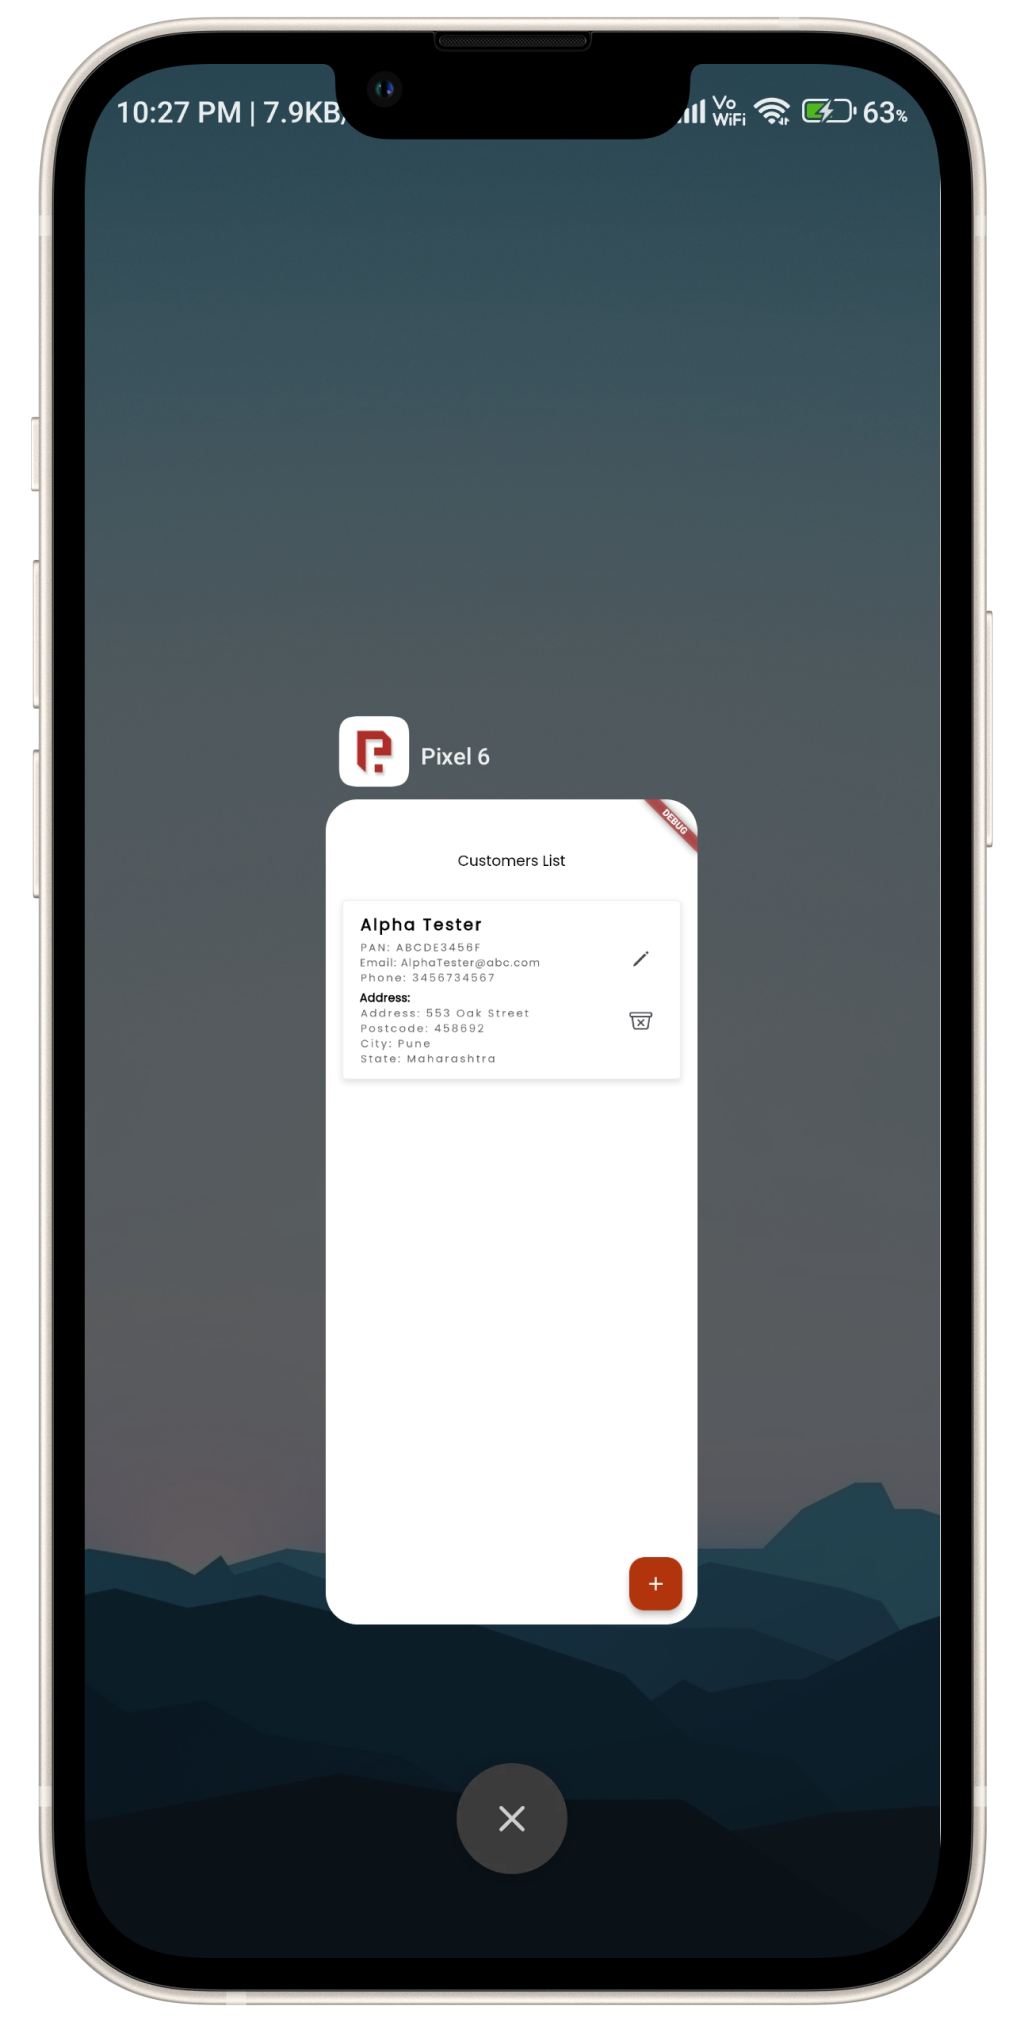 10:27 PM | 7.9KB/
Vo
WiFi
63%
Pixel 6
DEBUG
Customers List
Alpha Tester
PAN: ABCDE3456F
Email: AlphaTester@abc.com
Phone: 3456734567
Address:
Address: 553 Oak Street
Postcode: 458692
City: Pune
State: Maharashtra